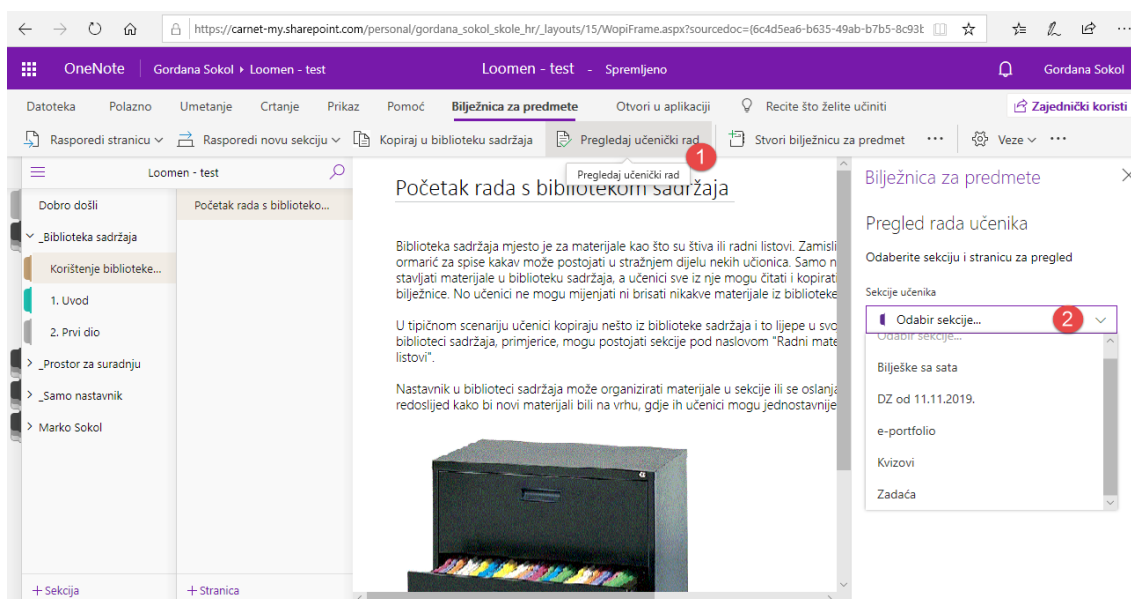 https://carnet-my.sharepoint.com/personal/gordana_sokol_skole_hr/_layouts/15/WopiFrame.aspx?sourcedoc={6c4d5ea6-b635-49ab-b7b5-8c93b
OneNote Gordana Sokol › Loomen - test Loomen - test - Spremljeno Gordana Sokol
Datoteka Polazno Umetanje Crtanje Prikaz Pomoć Bilježnica za predmete Otvori u aplikaciji Recite što želite učiniti Zajednički koristi
Rasporedi stranicu Rasporedi novu sekciju Kopiraj u biblioteku sadržaja Pregledaj učenički rad Stvori bilježnicu za predmet ... Veze ...
1
Pregledaj učenički rad
Loomen - test
Dobro došli
_Biblioteka sadržaja
Korištenje biblioteke...
1. Uvod
2. Prvi dio
_Prostor za suradnju
_Samo nastavnik
Marko Sokol
+ Sekcija
Početak rada s biblioteko...
+ Stranica
Početak rada s bibliotekom sadržaja
Biblioteka sadržaja mjesto je za materijale kao što su štiva ili radni listovi. Zamisli
ormarić za spise kakav može postojati u stražnjem dijelu nekih učionica. Samo n
stavljati materijale u biblioteku sadržaja, a učenici sve iz nje mogu čitati i kopirati
bilježnice. No učenici ne mogu mijenjati ni brisati nikakve materijale iz biblioteke
U tipičnom scenariju učenici kopiraju nešto iz biblioteke sadržaja i to lijepe u svo
biblioteci sadržaja, primjerice, mogu postojati sekcije pod naslovom "Radni mate
listovi".
Nastavnik u biblioteci sadržaja može organizirati materijale u sekcije ili se oslanja
redoslijed kako bi novi materijali bili na vrhu, gdje ih učenici mogu jednostavnije
Bilježnica za predmete
Pregled rada učenika
Odaberite sekciju i stranicu za pregled
Sekcije učenika
Odabir sekcije... 2
Odabir sekcije...
Bilješke sa sata
DZ od 11.11.2019.
e-portfolio
Kvizovi
Zadaća